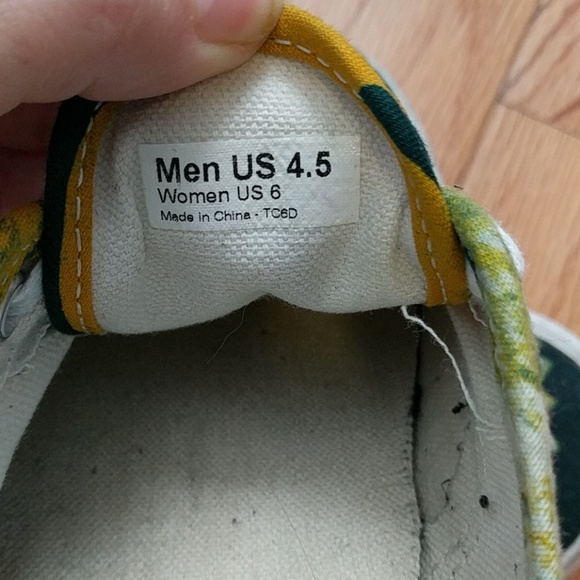 Men US 4.5
Women US 6
Made in China - TC6D